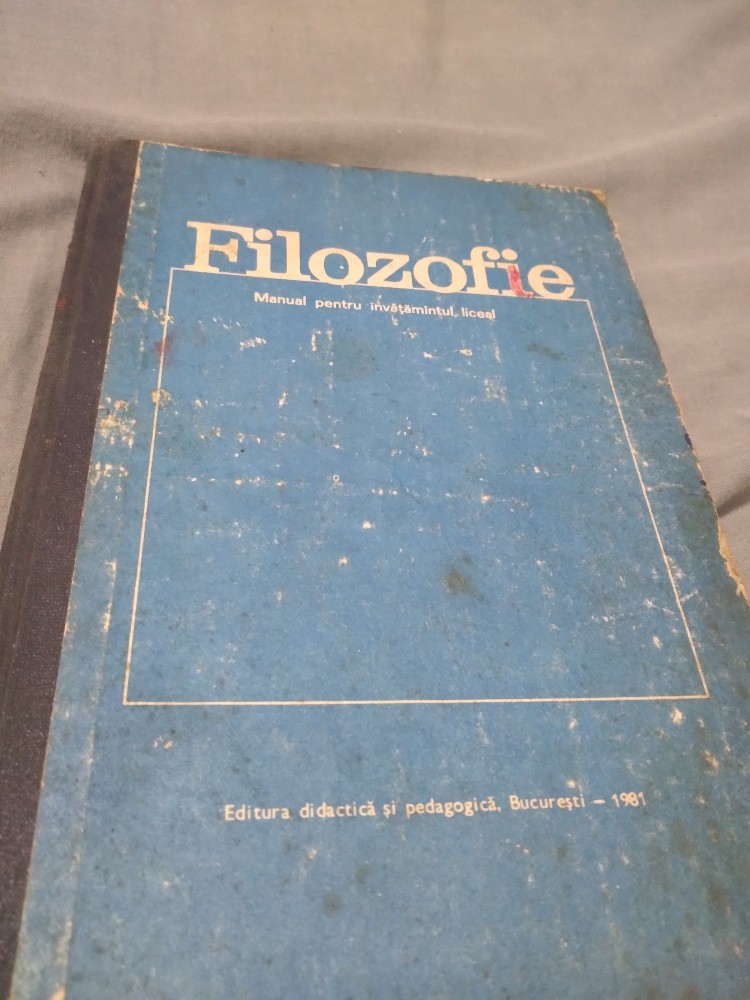 Filozofie
Manual pentru învățămîntul liceal
Editura didactică și pedagogică, București – 1981